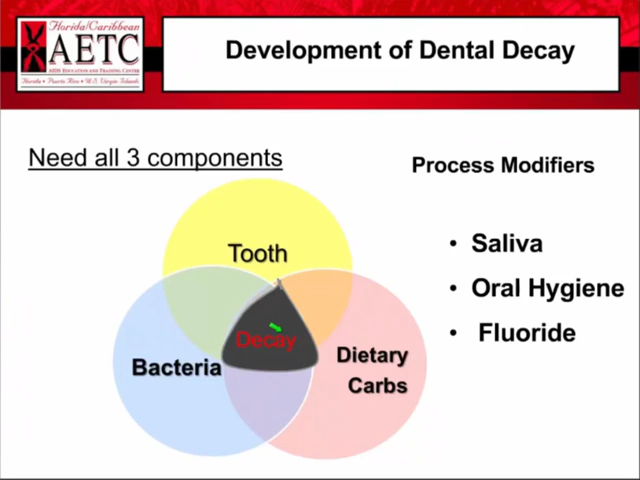 Florida/Caribbean
AETC
AIDS Education and Training Center
Florida • Puerto Rico • U.S. Virgin Islands
Development of Dental Decay
Need all 3 components
Process Modifiers
Tooth
Decay
Bacteria
Dietary
Carbs
• Saliva
• Oral Hygiene
• Fluoride